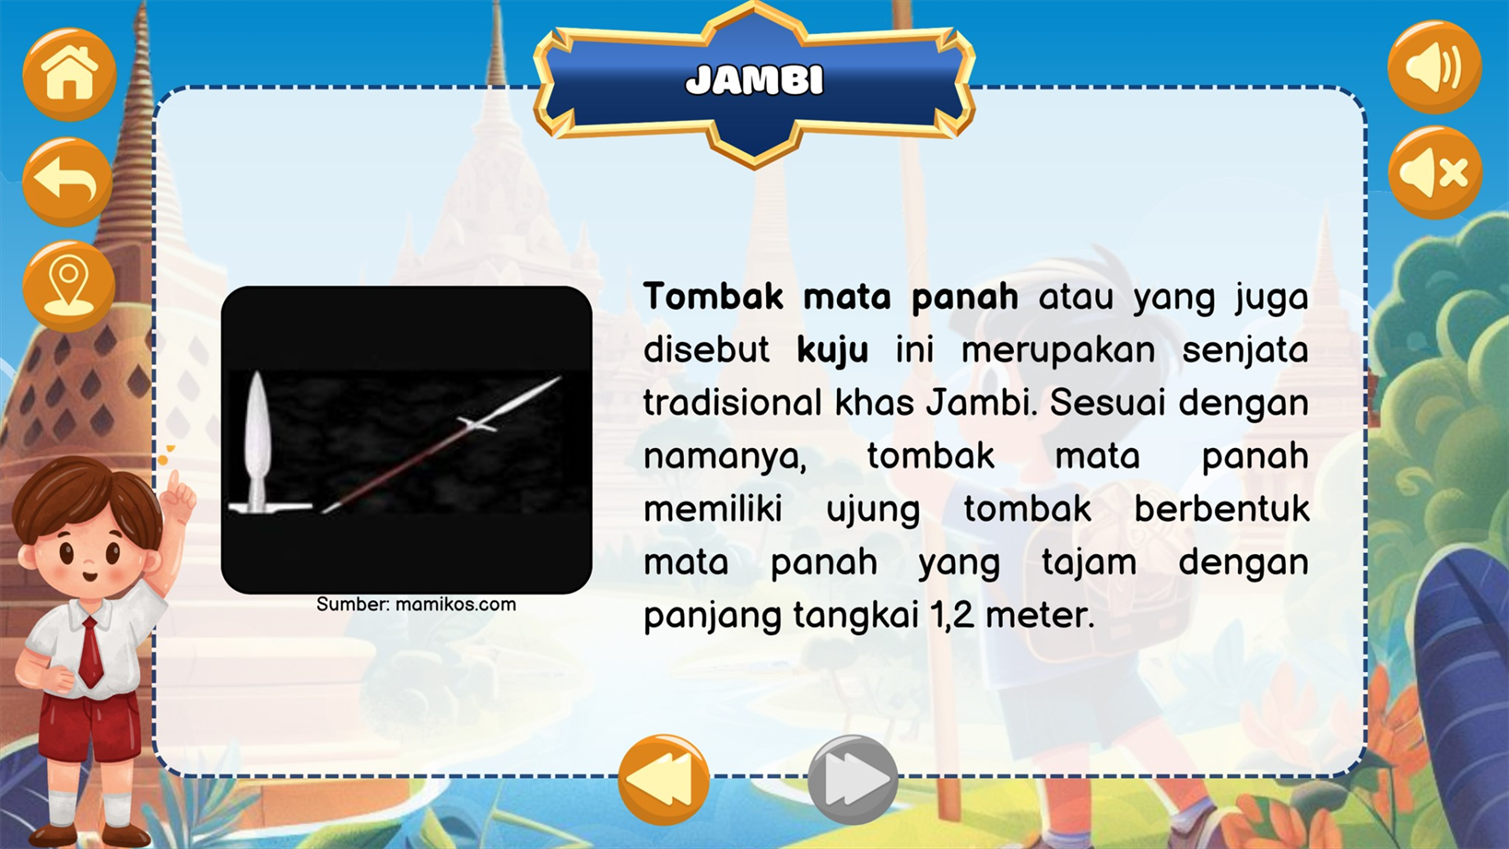 JAMBI
Tombak mata panah atau yang juga
disebut kuju ini merupakan senjata
tradisional khas Jambi. Sesuai dengan
namanya, tombak mata panah
memiliki ujung tombak berbentuk
mata panah yang tajam dengan
panjang tangkai 1,2 meter.
Sumber: mamikos.com